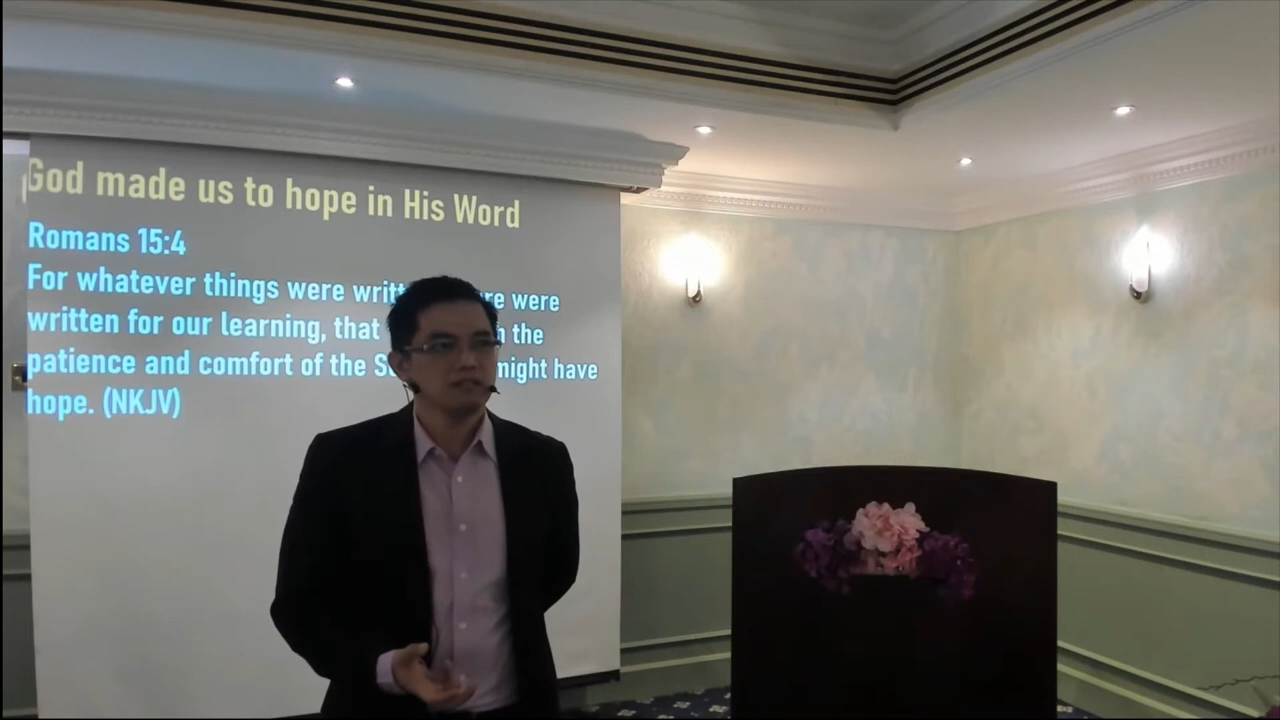 God made us to hope in His Word
Romans 15:4
For whatever things were writt re were
written for our learning, that the
patience and comfort of the S might have
hope. (NKJV)